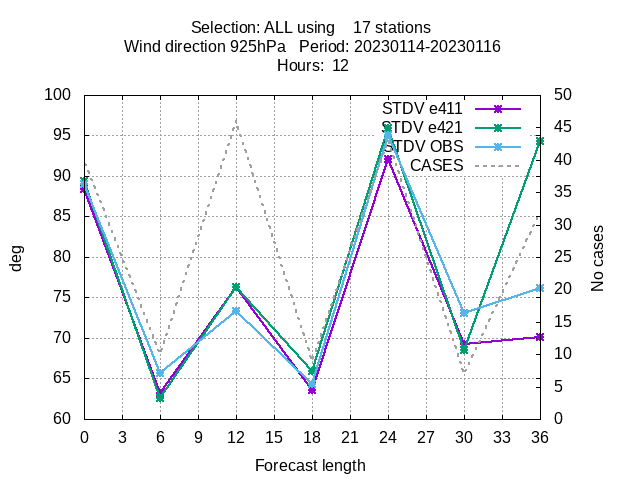 Selection: ALL using    17 stations
Wind direction 925hPa   Period: 20230114-20230116
Hours:  12
STDV e411
STDV e421
STDV OBS
CASES
100
95
90
85
80
75
70
65
60
50
45
40
35
30
25
20
15
10
5
0
deg
No cases
0 3 6 9 12 15 18 21 24 27 30 33 36
Forecast length